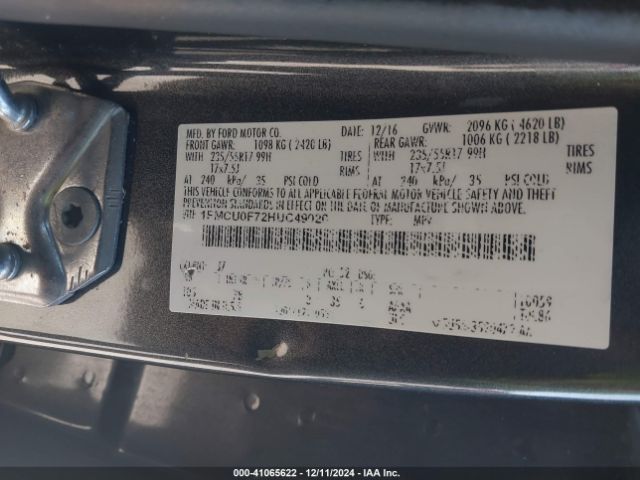 MFD. BY FORD MOTOR CO.
DATE: 12/16 GVWR: 2096 KG ( 4620 LB)
FRONT GAWR: 1098 KG ( 2420 LB)
REAR GAWR: 1006 KG ( 2218 LB)
WITH 235/55R17 99H TIRES
WITH 235/55R17 99H TIRES
17x7.5J RIMS
17x7.5J RIMS
AT 240 kPa/ 35 PSI COLD
AT 240 kPa/ 35 PSI COLD
THIS VEHICLE CONFORMS TO ALL APPLICABLE FEDERAL MOTOR VEHICLE SAFETY AND THEFT
PREVENTION STANDARDS IN EFFECT ON THE DATE OF MANUFACTURE SHOWN ABOVE.
1FMCU0F72HUC49020 TYPE: MPV
000-41065622 - 12/11/2024 - IAA Inc.